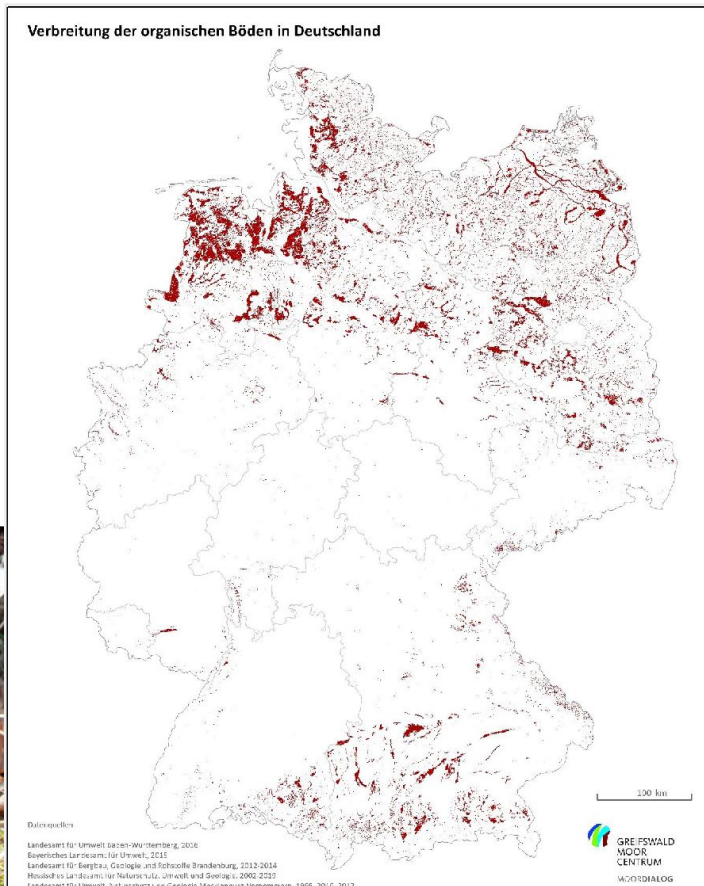 Verbreitung der organischen Böden in Deutschland
100 km
Datenquellen
Landesamt für Umwelt Baden-Württemberg, 2016
Bayerisches Landesamt für Umwelt, 2015
Landesamt für Bergbau, Geologie und Rohstoffe Brandenburg, 2012-2014
Hessisches Landesamt für Naturschutz, Umwelt und Geologie, 2002-2019
GREIFSWALD
MOOR
CENTRUM
MOORDIALOG